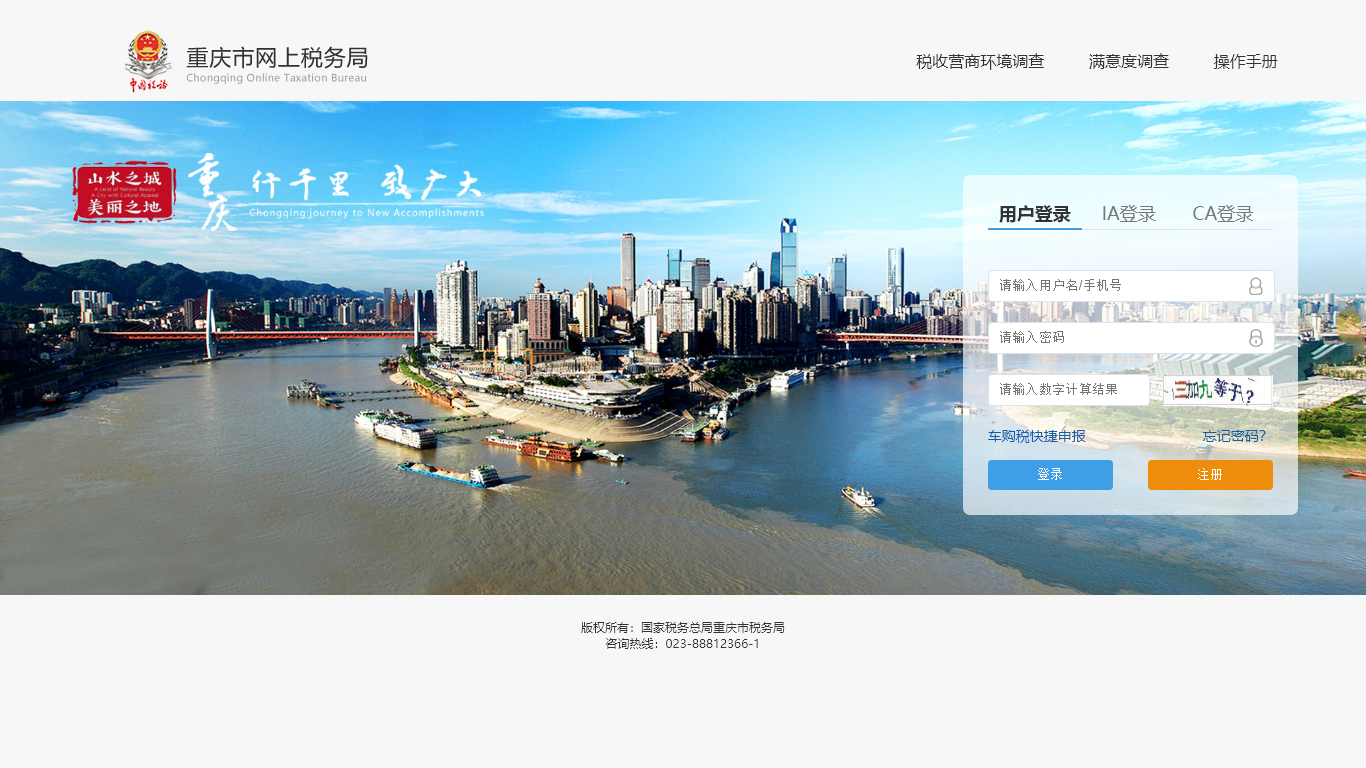 重庆市网上税务局
Chongqing Online Taxation Bureau
中国税务
税收营商环境调查 满意度调查 操作手册
山水之城
A Land of Natural Beauty
A City with Cultural Appeal
美丽之地
重庆 行千里 致广大
Chongqing:journey to New Accomplishments
用户登录 IA登录 CA登录
请输入用户名/手机号
请输入密码
请输入数字计算结果 三加九等于?
车购税快捷申报 忘记密码?
登录 注册
版权所有：国家税务总局重庆市税务局
咨询热线：023-88812366-1